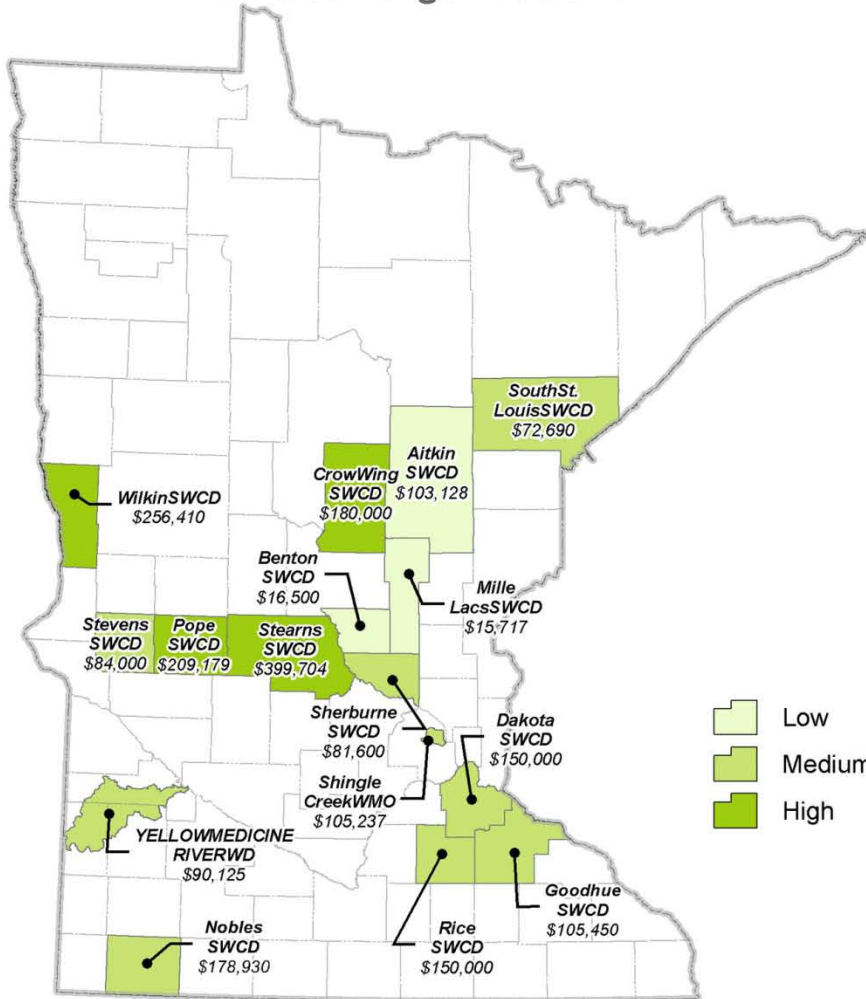 SouthSt.
LouisSWCD
$72,690
Aitkin
SWCD
$103,128
CrowWing
SWCD
$180,000
WilkinSWCD
$256,410
Benton
SWCD
$16,500
Mille
LacsSWCD
$15,717
Stevens
SWCD
$84,000
Pope
SWCD
$209,179
Stearns
SWCD
$399,704
Sherburne
SWCD
$81,600
Dakota
SWCD
$150,000
Shingle
CreekWMO
$105,237
YELLOWMEDICINE
RIVERWD
$90,125
Goodhue
SWCD
$105,450
Nobles
SWCD
$178,930
Rice
SWCD
$150,000
Low
Medium
High